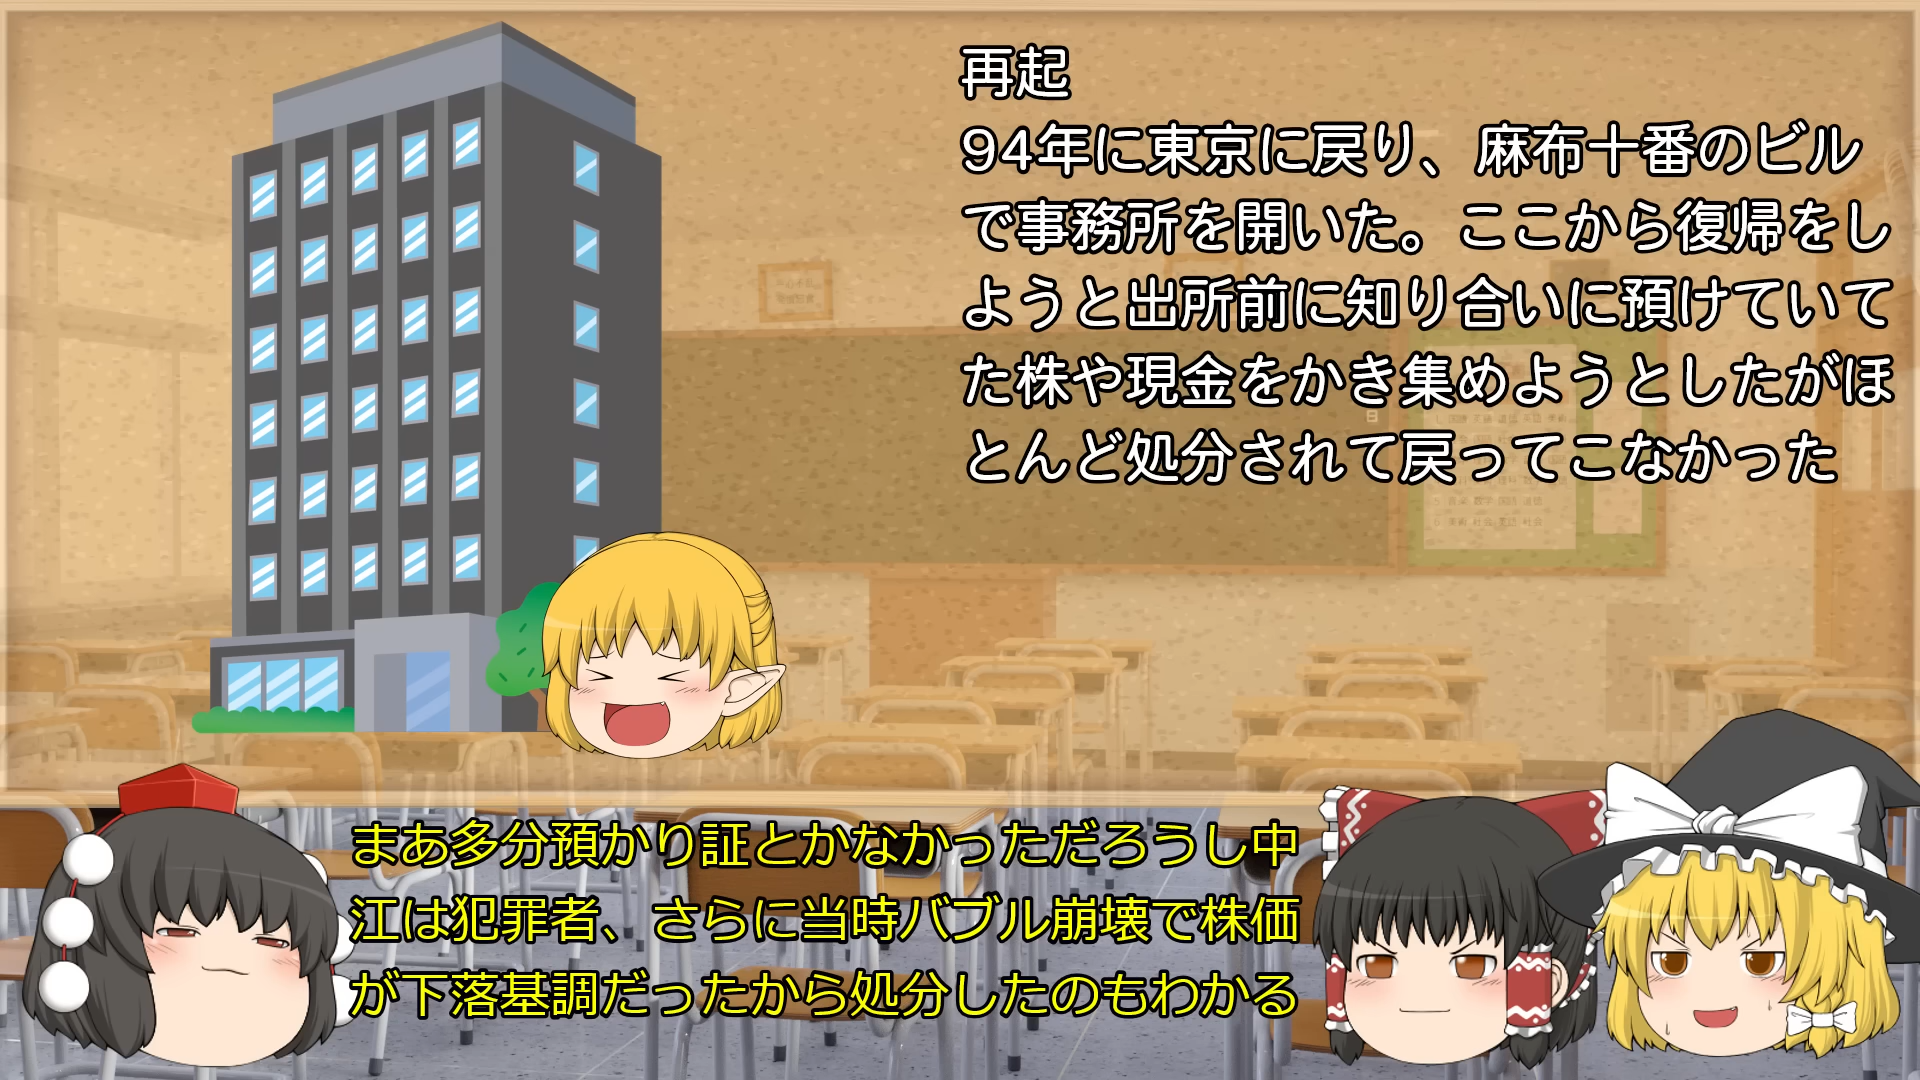 再起
94年に東京に戻り、麻布十番のビル
で事務所を開いた。ここから復帰をし
ようと出所前に知り合いに預けていて
た株や現金をかき集めようとしたがほ
とんど処分されて戻ってこなかった
まあ多分預かり証とかなかっただろうし中
江は犯罪者、さらに当時バブル崩壊で株価
が下落基調だったから処分したのもわかる